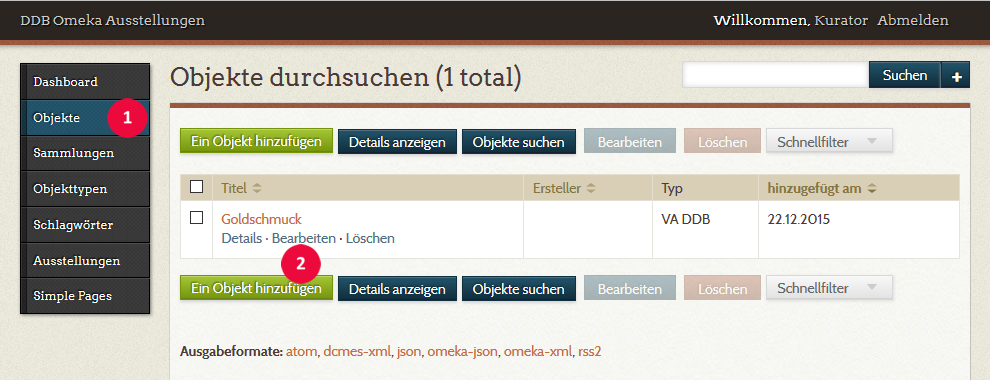 DDB Omeka Ausstellungen Willkommen, Kurator Abmelden
Dashboard
Objekte 1
Sammlungen
Objekttypen
Schlagwörter
Ausstellungen
Simple Pages
Objekte durchsuchen (1 total) Suchen +
Ein Objekt hinzufügen Details anzeigen Objekte suchen Bearbeiten Löschen Schnellfilter
Titel Ersteller Typ hinzugefügt am
Goldschmuck VA DDB 22.12.2015
Details · Bearbeiten · Löschen
2
Ein Objekt hinzufügen Details anzeigen Objekte suchen Bearbeiten Löschen Schnellfilter
Ausgabeformate: atom, dcmes-xml, json, omeka-json, omeka-xml, rss2